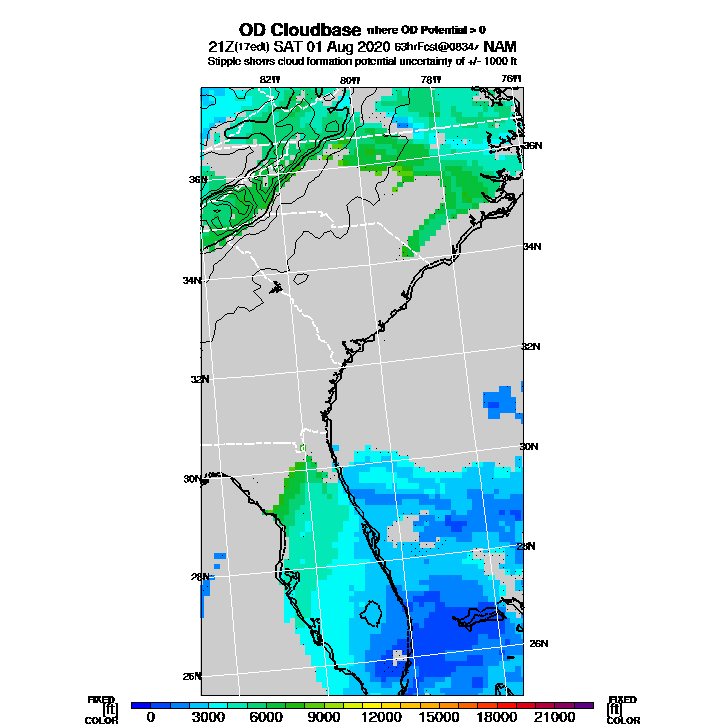 OD Cloudbase where OD Potential > 0
21Z(17edt) SAT 01 Aug 2020 63hrFcst@0834z NAM
Stipple shows cloud formation potential uncertainty of +/- 1000 ft
82W 80W 78W 76W
36N
36N
34N
34N
32N
32N
30N
30N
28N
28N
26N
26N
FIXED FIXED
[ft] [ft]
COLOR 0 3000 6000 9000 12000 15000 18000 21000 COLOR